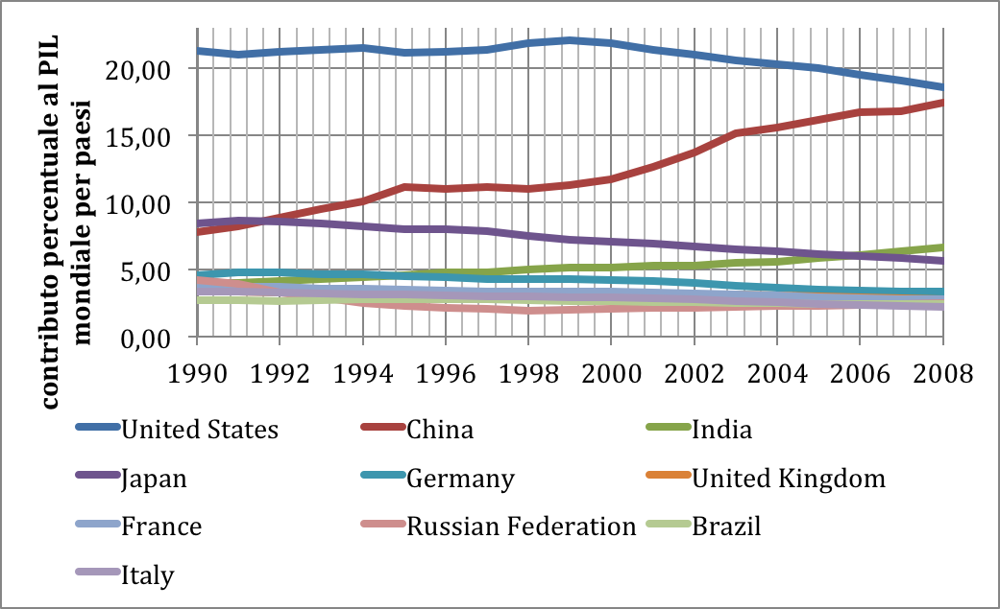 contributo percentuale al PIL
mondiale per paesi
20,00
15,00
10,00
5,00
0,00
1990 1992 1994 1996 1998 2000 2002 2004 2006 2008
United States China India
Japan Germany United Kingdom
France Russian Federation Brazil
Italy